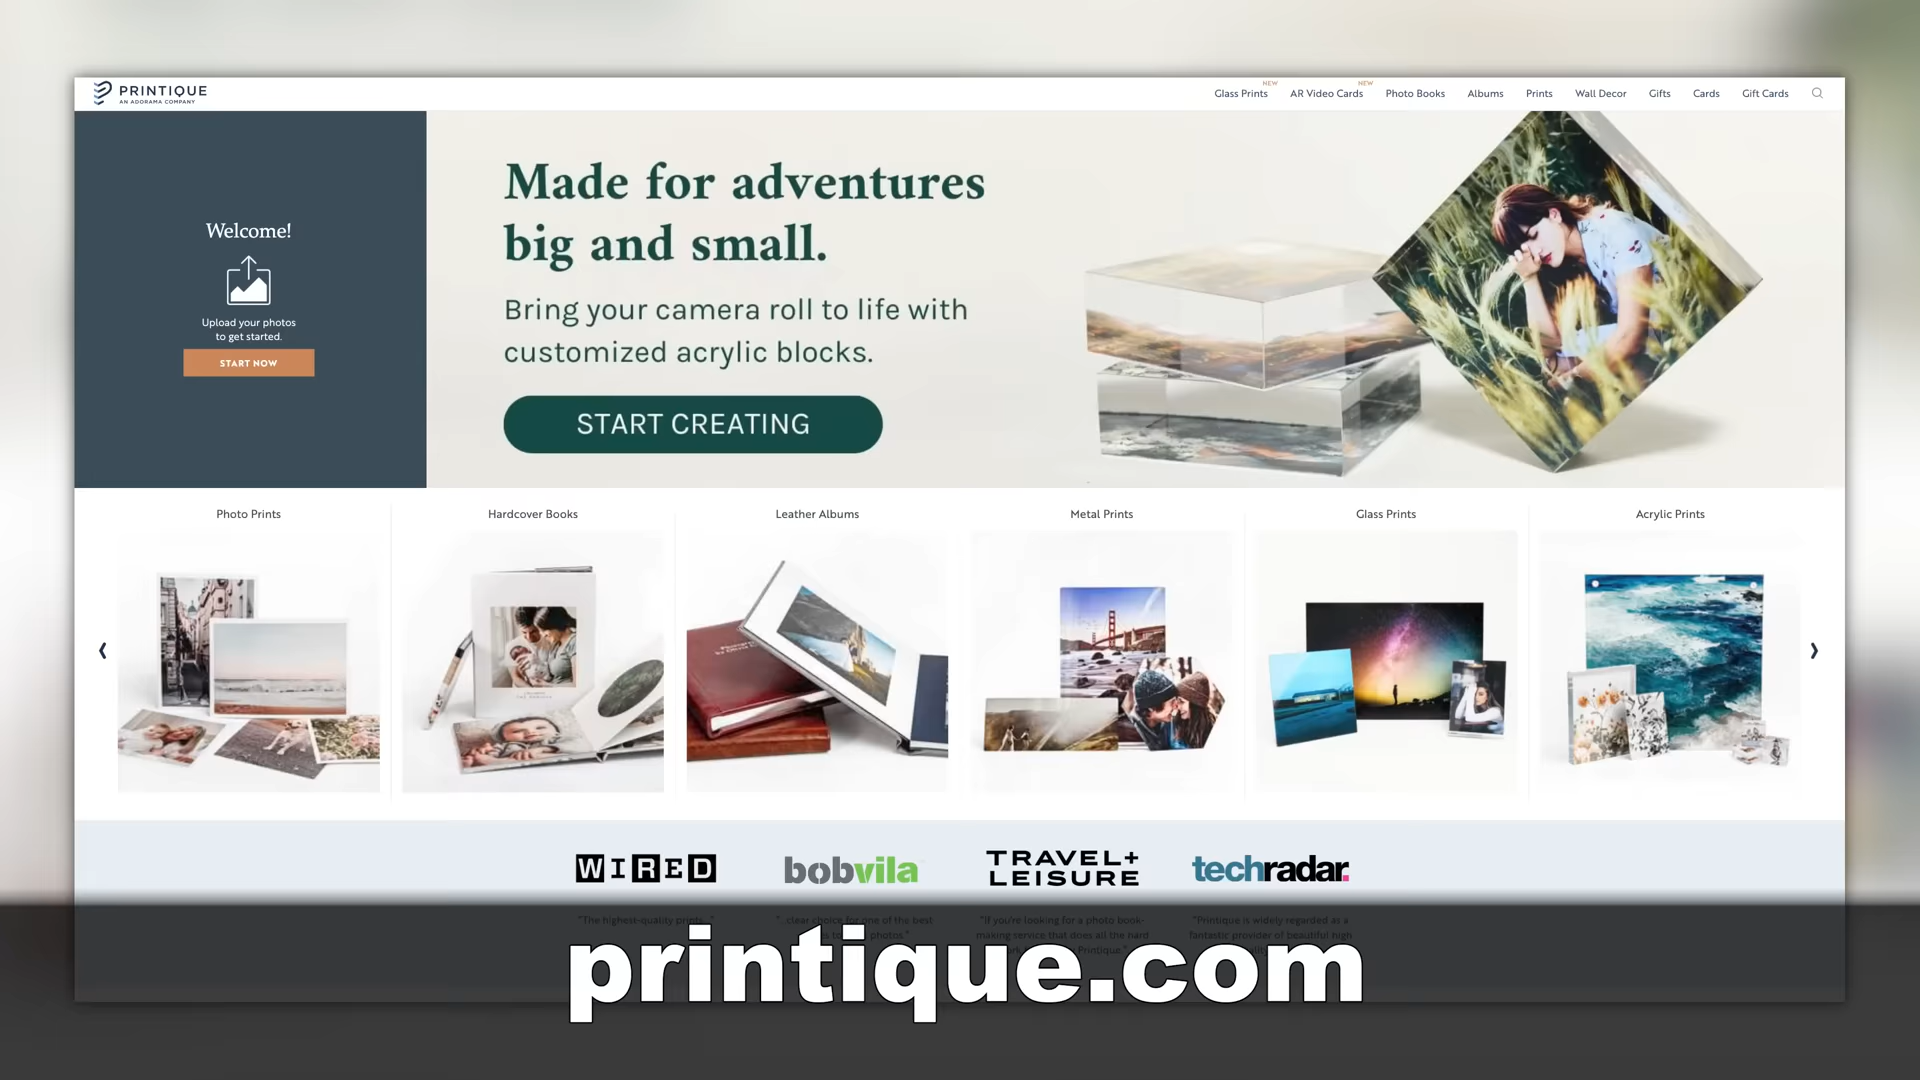 PRINTIQUE
AN ADORAMA COMPANY
NEW
NEW
Glass Prints AR Video Cards Photo Books Albums Prints Wall Decor Gifts Cards Gift Cards
Welcome!
Upload your photos
to get started.
START NOW
Made for adventures
big and small.
Bring your camera roll to life with
customized acrylic blocks.
START CREATING
Photo Prints
Hardcover Books
Leather Albums
Metal Prints
Glass Prints
Acrylic Prints
WIRED
bobvila
TRAVEL+
LEISURE
techradar.
"The highest-quality prints..."
"...clear choice for one of the best
photos."
"If you're looking for a photo book-
making service that does all the hard
Printique."
"Printique is widely regarded as a
fantastic provider of beautiful high
printique.com